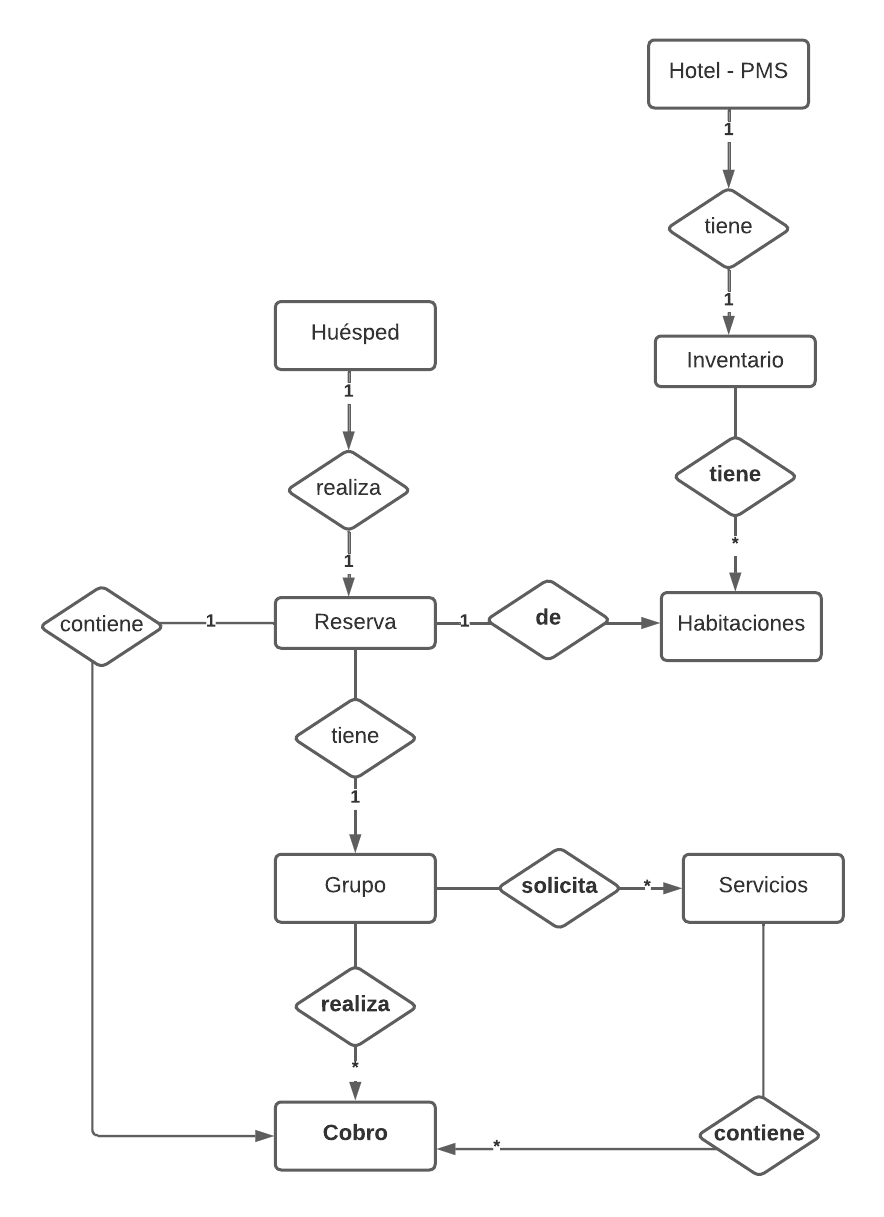 Hotel - PMS
1
tiene
1
Huésped
Inventario
1
tiene
realiza
*
1
contiene
1
Reserva
1
de
Habitaciones
tiene
1
Grupo
solicita
*
Servicios
realiza
*
Cobro
*
contiene